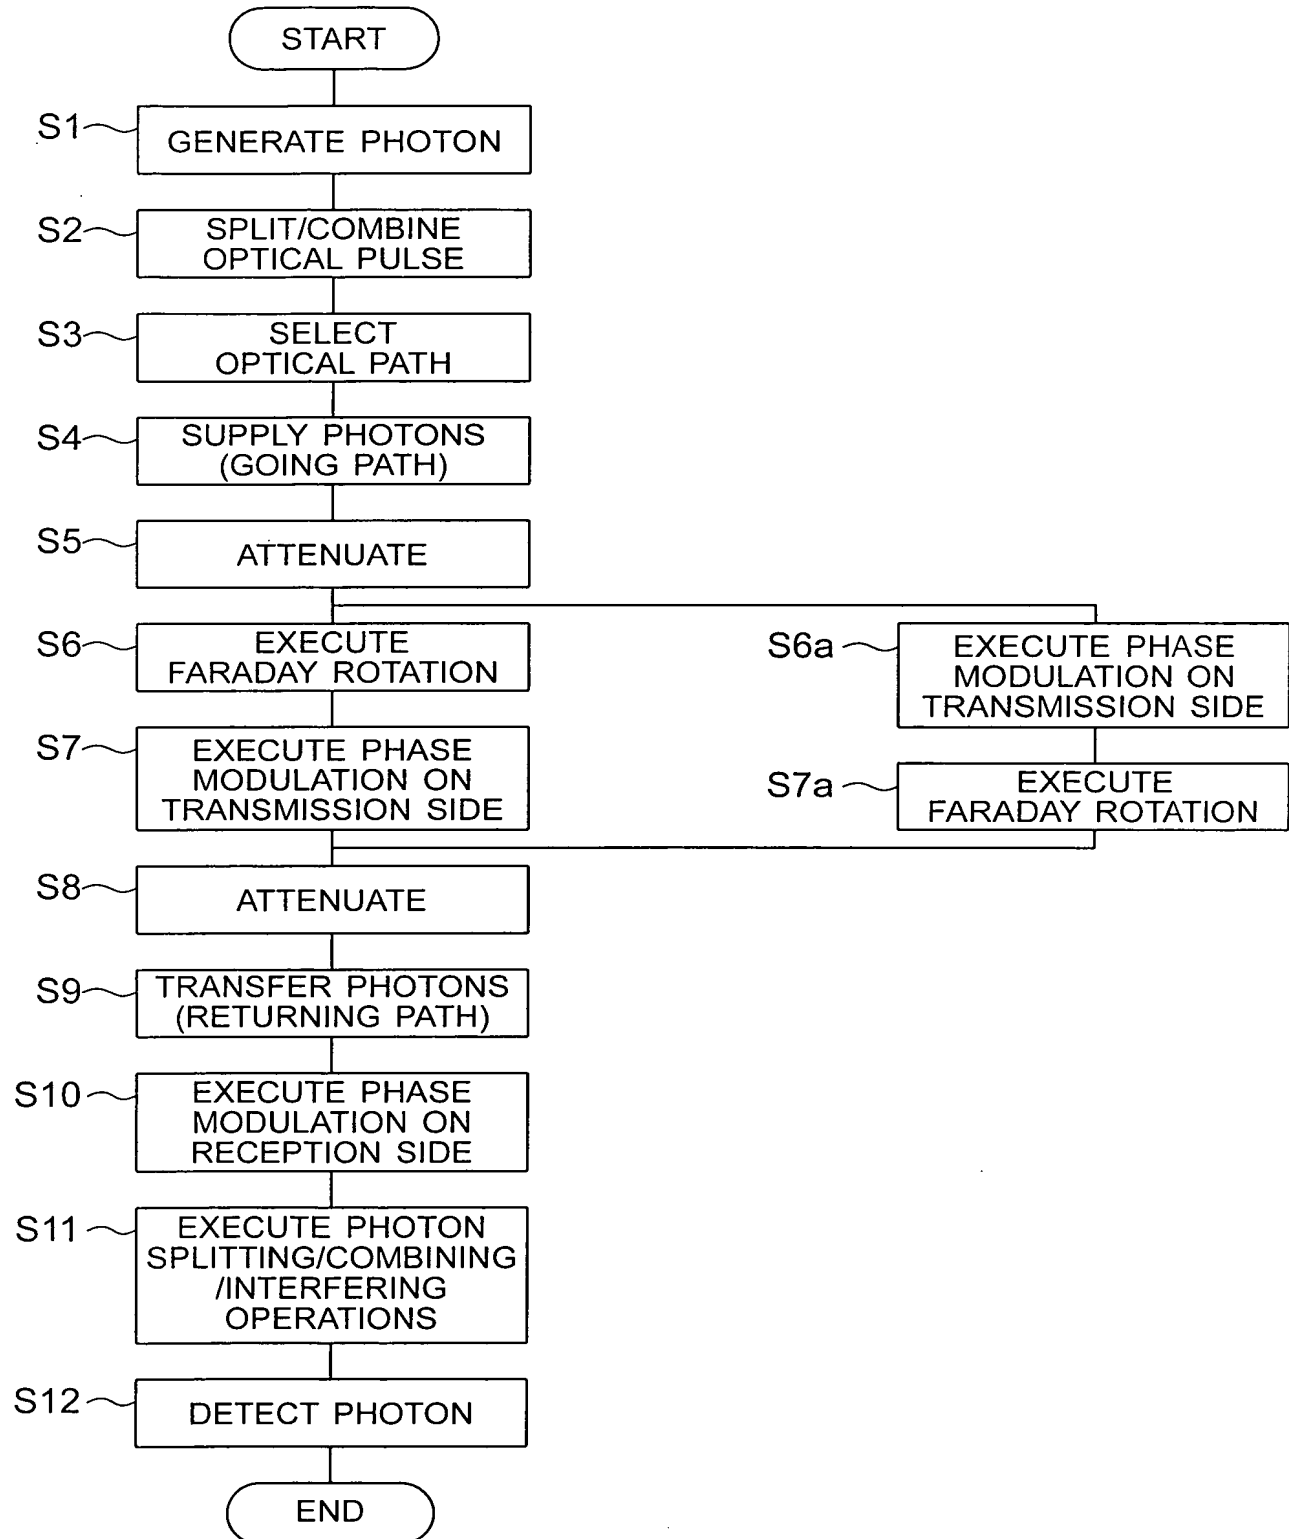 START
S1
GENERATE PHOTON
S2
SPLIT/COMBINE
OPTICAL PULSE
S3
SELECT
OPTICAL PATH
S4
SUPPLY PHOTONS
(GOING PATH)
S5
ATTENUATE
S6
EXECUTE
FARADAY ROTATION
S7
EXECUTE PHASE
MODULATION ON
TRANSMISSION SIDE
S6a
EXECUTE PHASE
MODULATION ON
TRANSMISSION SIDE
S7a
EXECUTE
FARADAY ROTATION
S8
ATTENUATE
S9
TRANSFER PHOTONS
(RETURNING PATH)
S10
EXECUTE PHASE
MODULATION ON
RECEPTION SIDE
S11
EXECUTE PHOTON
SPLITTING/COMBINING
/INTERFERING
OPERATIONS
S12
DETECT PHOTON
END